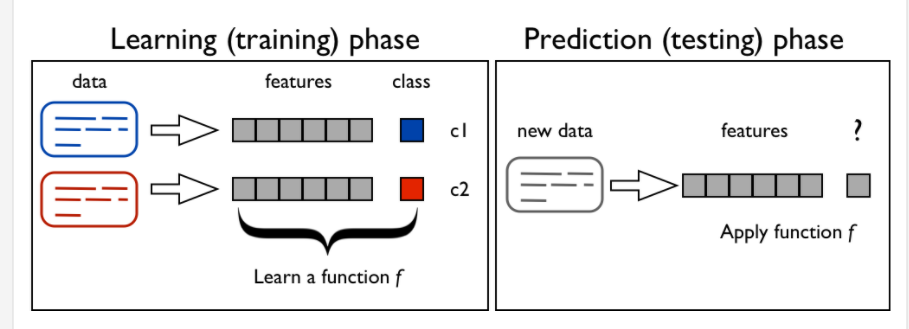 Learning (training) phase
data features class
c1
c2
Learn a function f
Prediction (testing) phase
new data features ?
Apply function f